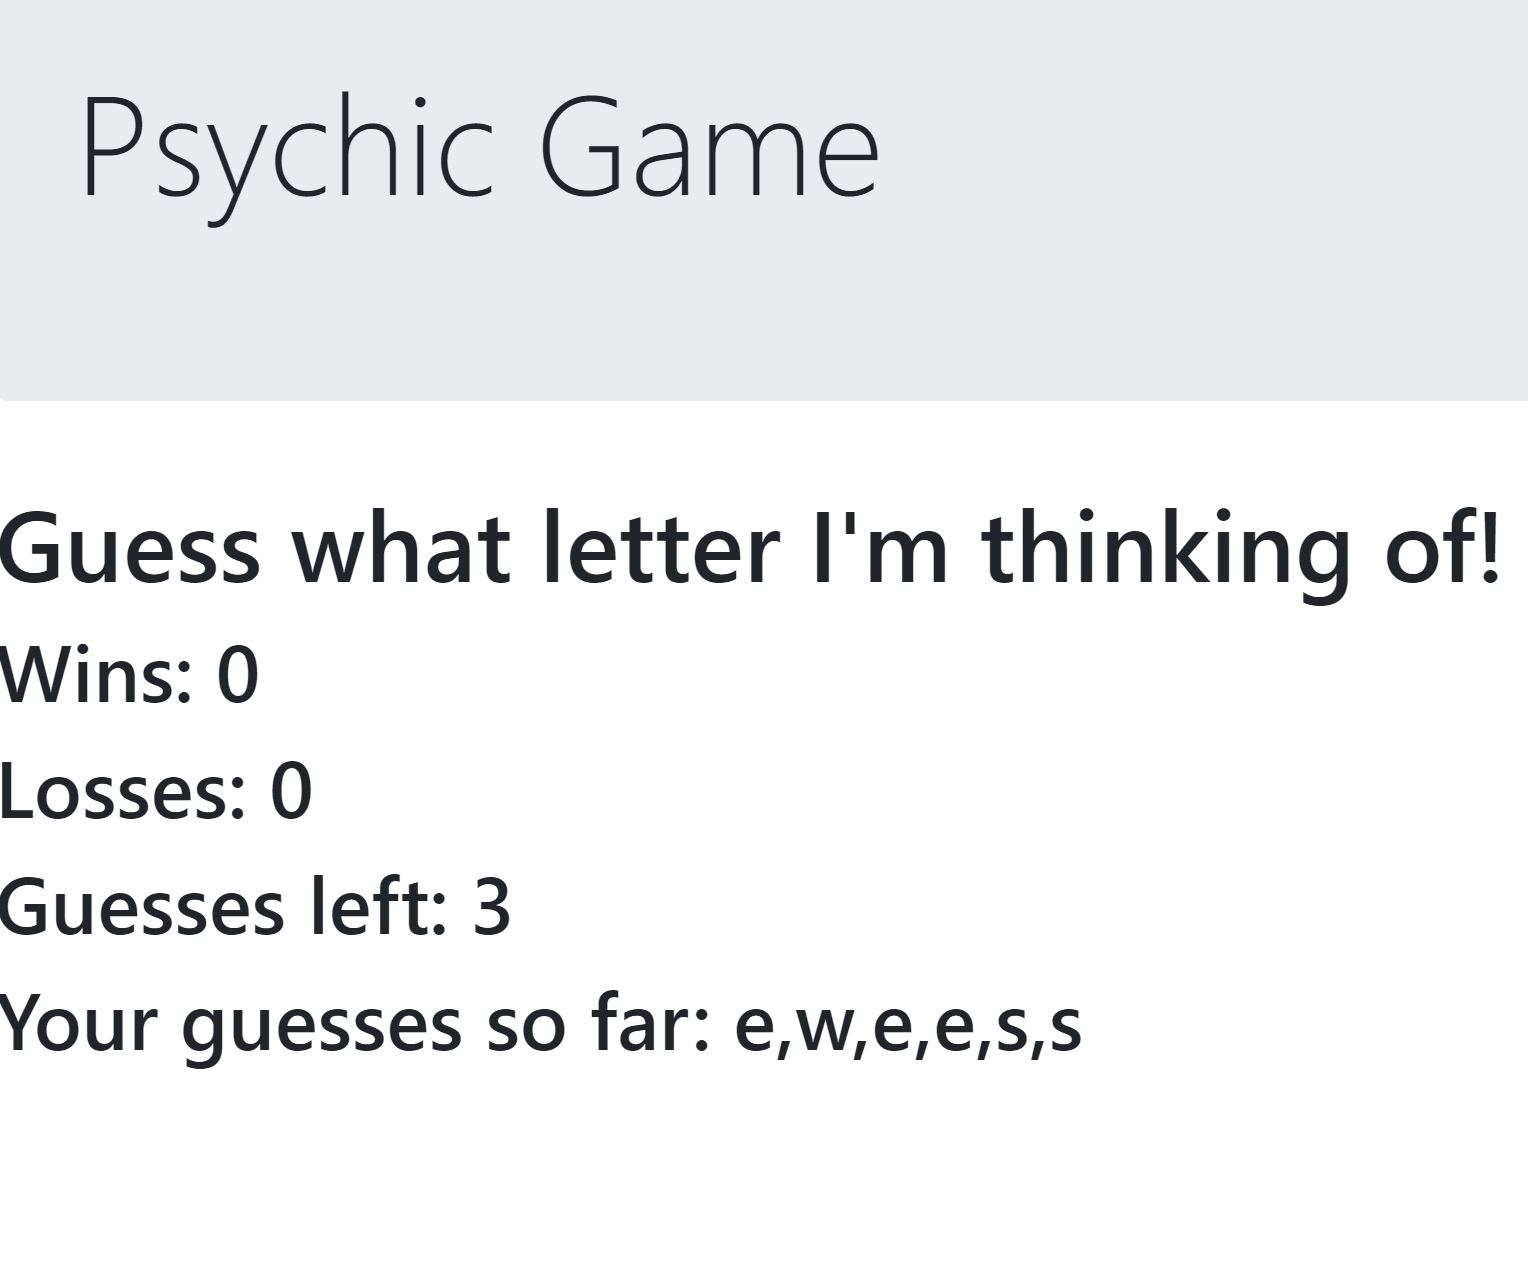 Psychic Game
Guess what letter I'm thinking of!
Wins: 0
Losses: 0
Guesses left: 3
Your guesses so far: e,w,e,e,s,s